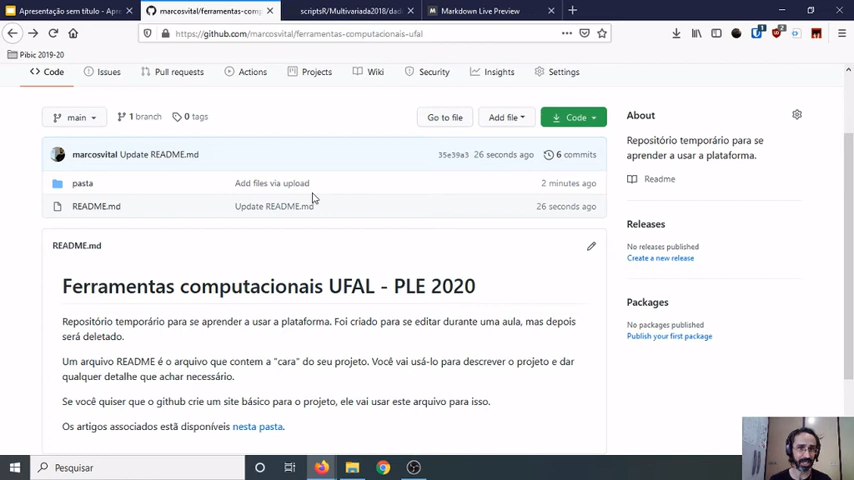 Apresentação sem título - Apres
marcosvital/ferramentas-comp
scriptsR/Multivariada2018/dad
Markdown Live Preview
https://github.com/marcosvital/ferramentas-computacionais-ufal
Pibic 2019-20
Code Issues Pull requests Actions Projects Wiki Security Insights Settings
main 1 branch 0 tags Go to file Add file Code
About
Repositório temporário para se
aprender a usar a plataforma.
Readme
marcosvital Update README.md 35e39a3 26 seconds ago 6 commits
pasta Add files via upload 2 minutes ago
README.md Update README.md 26 seconds ago
Releases
No releases published
Create a new release
Packages
No packages published
Publish your first package
README.md
Ferramentas computacionais UFAL - PLE 2020
Repositório temporário para se aprender a usar a plataforma. Foi criado para se editar durante uma aula, mas depois
será deletado.
Um arquivo README é o arquivo que contem a "cara" do seu projeto. Você vai usá-lo para descrever o projeto e dar
qualquer detalhe que achar necessário.
Se você quiser que o github crie um site básico para o projeto, ele vai usar este arquivo para isso.
Os artigos associados estã disponíveis nesta pasta.
Pesquisar